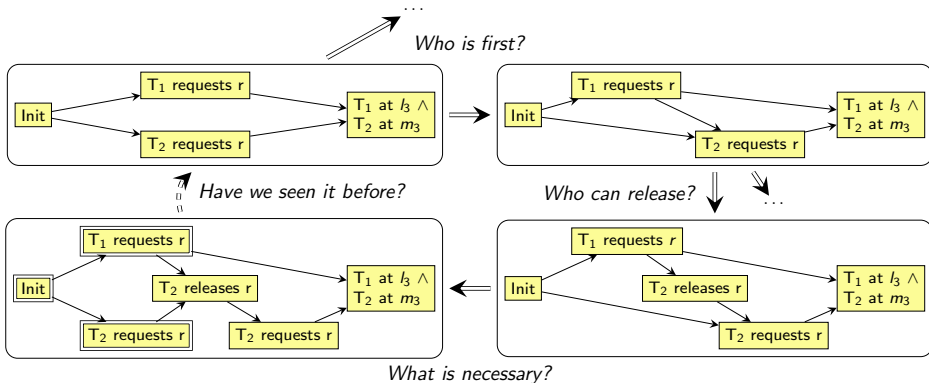 ...
Who is first?
T1 requests r
Init
T1 at l3 ∧
T2 at m3
T2 requests r
T1 requests r
Init
T1 at l3 ∧
T2 at m3
T2 requests r
Have we seen it before?
Who can release?
...
T1 requests r
Init
T2 releases r
T1 at l3 ∧
T2 at m3
T2 requests r
T2 requests r
T1 requests r
Init
T2 releases r
T1 at l3 ∧
T2 at m3
T2 requests r
What is necessary?